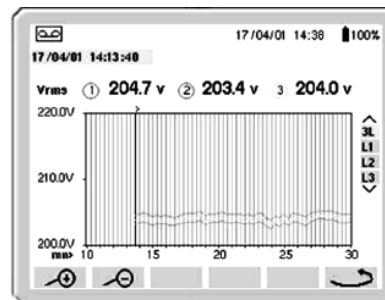 17/04/01 14:38 100%
17/04/01 14:13:40
Vrms 1 204.7 v 2 203.4 v 3 204.0 v
220.0V
3L
L1
L2
L3
210.0V
200.0V
mn> 10 15 20 25 30